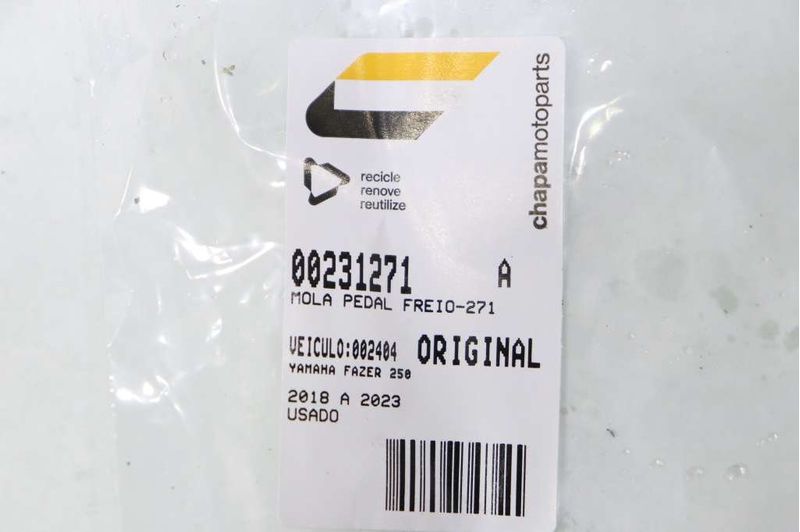 chapamotoparts
recicle
renove
reutilize
00231271 A
MOLA PEDAL FREIO-271
VEICULO:002404 ORIGINAL
YAMAHA FAZER 250
2018 A 2023
USADO